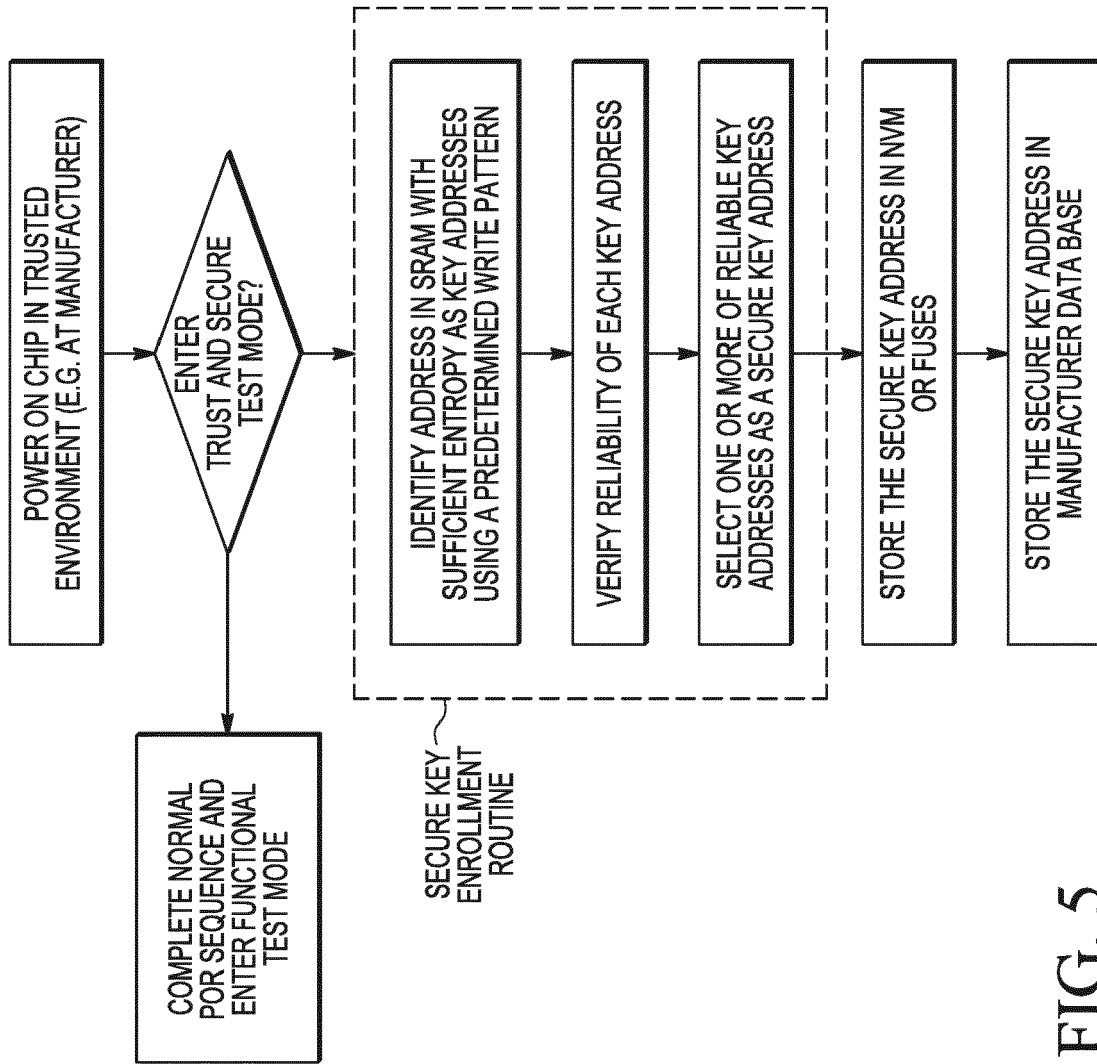 POWER ON CHIP IN TRUSTED
ENVIRONMENT (E.G. AT MANUFACTURER)
ENTER
TRUST AND SECURE
TEST MODE?
COMPLETE NORMAL
POR SEQUENCE AND
ENTER FUNCTIONAL
TEST MODE
SECURE KEY
ENROLLMENT
ROUTINE
IDENTIFY ADDRESS IN SRAM WITH
SUFFICIENT ENTROPY AS KEY ADDRESSES
USING A PREDETERMINED WRITE PATTERN
VERIFY RELIABILITY OF EACH KEY ADDRESS
SELECT ONE OR MORE OF RELIABLE KEY
ADDRESSES AS A SECURE KEY ADDRESS
STORE THE SECURE KEY ADDRESS IN NVM
OR FUSES
STORE THE SECURE KEY ADDRESS IN
MANUFACTURER DATA BASE
FIG. 5